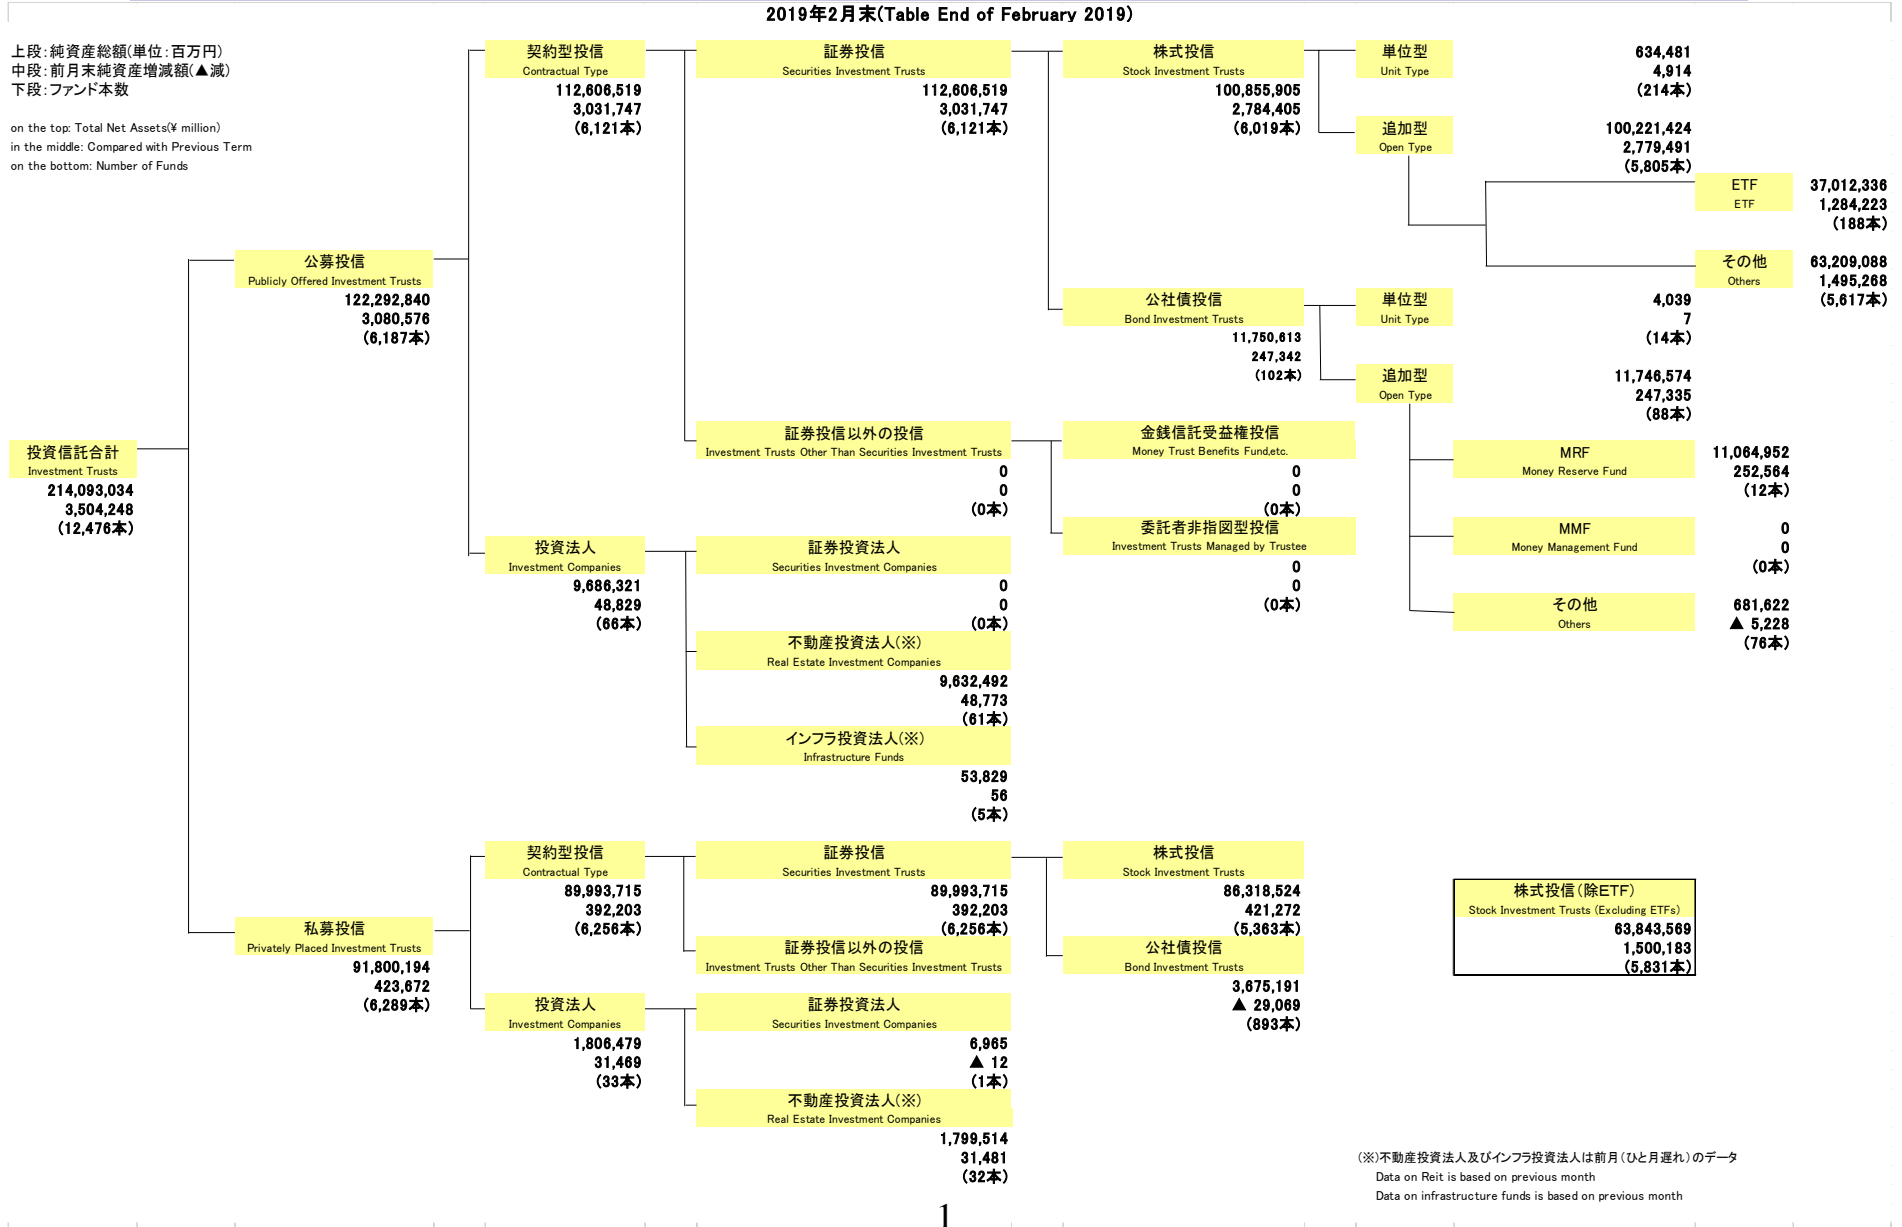 2019年2月末(Table End of February 2019)
上段：純資産総額(単位：百万円)
中段：前月末純資産増減額(▲減)
下段：ファンド本数
on the top: Total Net Assets(¥ million)
in the middle: Compared with Previous Term
on the bottom: Number of Funds
投資信託合計
Investment Trusts
214,093,034
3,504,248
(12,476本)
公募投信
Publicly Offered Investment Trusts
122,292,840
3,080,576
(6,187本)
契約型投信
Contractual Type
112,606,519
3,031,747
(6,121本)
証券投信
Securities Investment Trusts
112,606,519
3,031,747
(6,121本)
株式投信
Stock Investment Trusts
100,855,905
2,784,405
(6,019本)
単位型
Unit Type
634,481
4,914
(214本)
追加型
Open Type
100,221,424
2,779,491
(5,805本)
ETF
ETF
37,012,336
1,284,223
(188本)
その他
Others
63,209,088
1,495,268
(5,617本)
公社債投信
Bond Investment Trusts
11,750,613
247,342
(102本)
単位型
Unit Type
4,039
7
(14本)
追加型
Open Type
11,746,574
247,335
(88本)
MRF
Money Reserve Fund
11,064,952
252,564
(12本)
MMF
Money Management Fund
0
0
(0本)
その他
Others
681,622
▲ 5,228
(76本)
証券投信以外の投信
Investment Trusts Other Than Securities Investment Trusts
0
0
(0本)
金銭信託受益権投信
Money Trust Benefits Fund,etc.
0
0
(0本)
委託者非指図型投信
Investment Trusts Managed by Trustee
0
0
(0本)
投資法人
Investment Companies
9,686,321
48,829
(66本)
証券投資法人
Securities Investment Companies
0
0
(0本)
不動産投資法人(※)
Real Estate Investment Companies
9,632,492
48,773
(61本)
インフラ投資法人(※)
Infrastructure Funds
53,829
56
(5本)
私募投信
Privately Placed Investment Trusts
91,800,194
423,672
(6,289本)
契約型投信
Contractual Type
89,993,715
392,203
(6,256本)
証券投信
Securities Investment Trusts
89,993,715
392,203
(6,256本)
株式投信
Stock Investment Trusts
86,318,524
421,272
(5,363本)
公社債投信
Bond Investment Trusts
3,675,191
▲ 29,069
(893本)
証券投信以外の投信
Investment Trusts Other Than Securities Investment Trusts
投資法人
Investment Companies
1,806,479
31,469
(33本)
証券投資法人
Securities Investment Companies
6,965
▲ 12
(1本)
不動産投資法人(※)
Real Estate Investment Companies
1,799,514
31,481
(32本)
株式投信(除ETF)
Stock Investment Trusts (Excluding ETFs)
63,843,569
1,500,183
(5,831本)
(※)不動産投資法人及びインフラ投資法人は前月(ひと月遅れ)のデータ
Data on Reit is based on previous month
Data on infrastructure funds is based on previous month
1